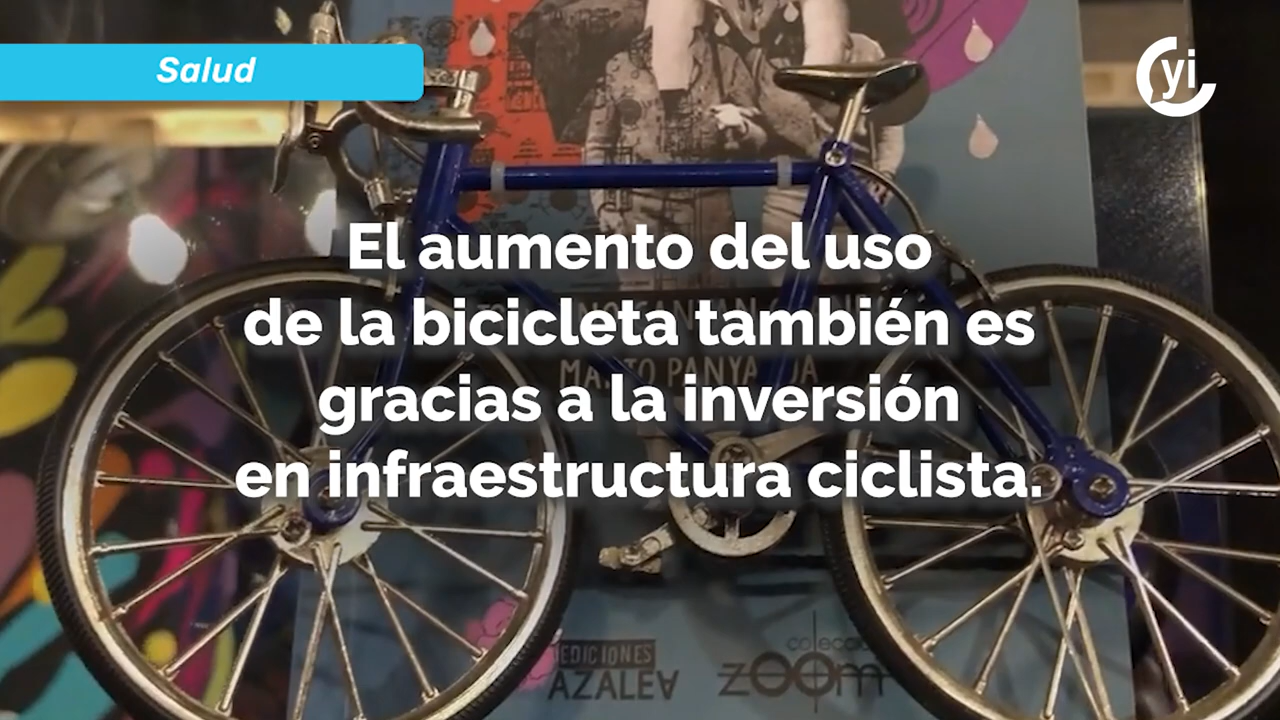 Salud
yi
El aumento del uso
de la bicicleta también es
gracias a la inversión
en infraestructura ciclista.
EDICIONES
AZALEA
zoom